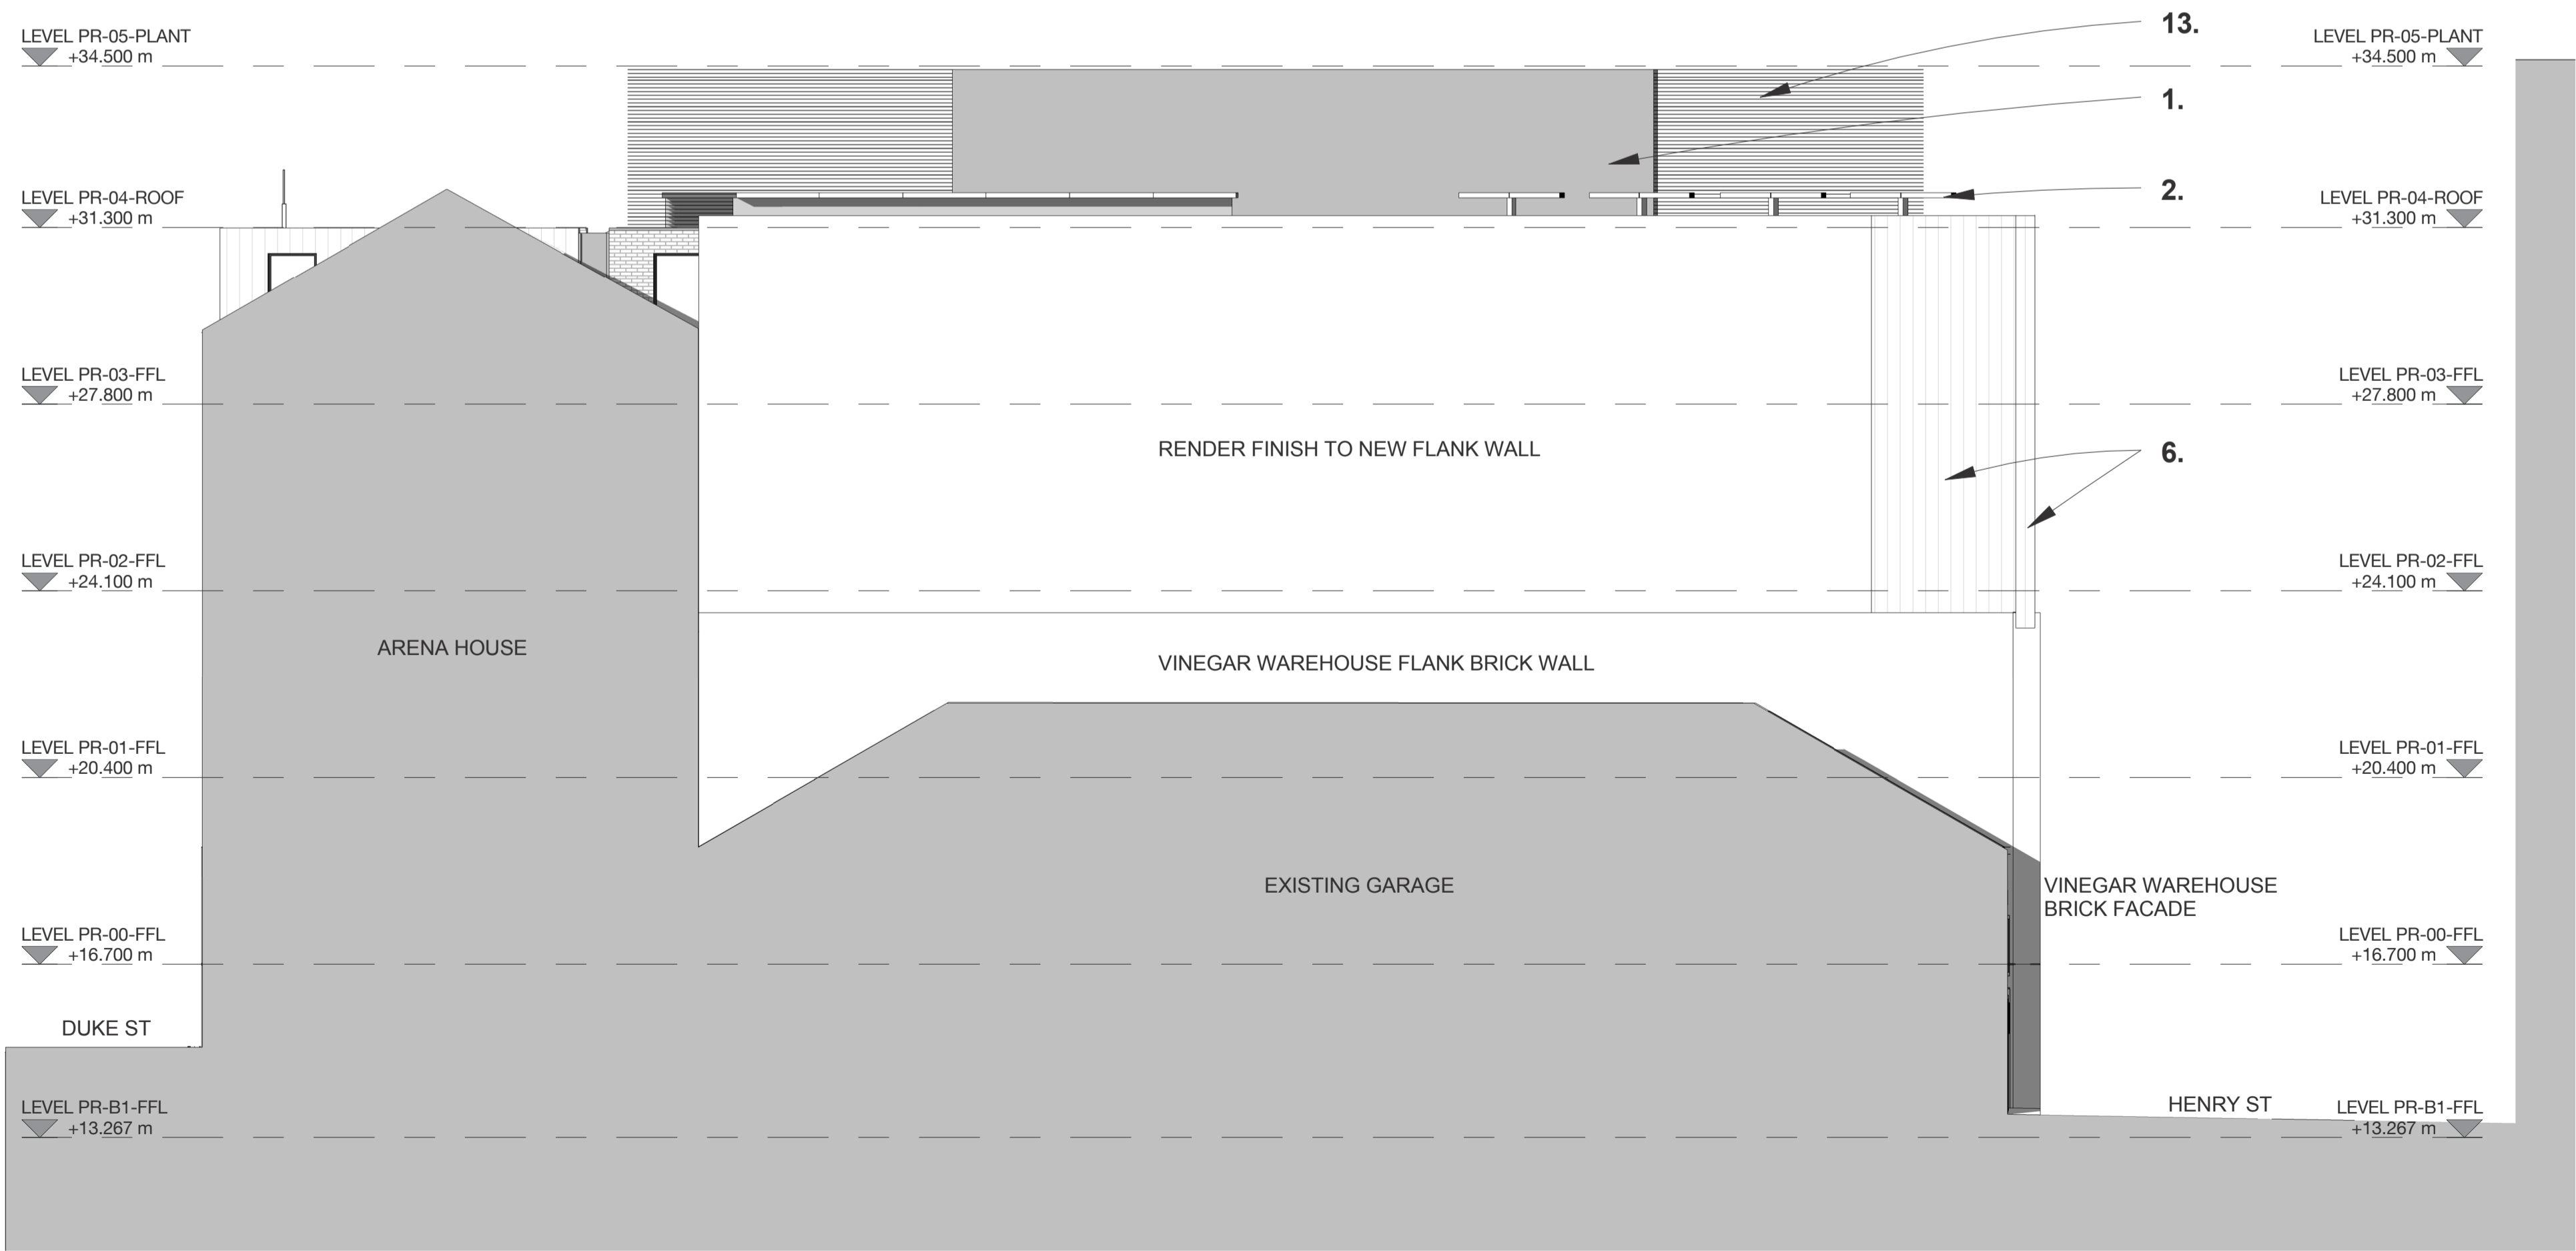 LEVEL PR-05-PLANT
+34.500 m
13.
LEVEL PR-05-PLANT
+34.500 m
1.
LEVEL PR-04-ROOF
+31.300 m
2.
LEVEL PR-04-ROOF
+31.300 m
LEVEL PR-03-FFL
+27.800 m
LEVEL PR-03-FFL
+27.800 m
RENDER FINISH TO NEW FLANK WALL
6.
LEVEL PR-02-FFL
+24.100 m
LEVEL PR-02-FFL
+24.100 m
ARENA HOUSE
VINEGAR WAREHOUSE FLANK BRICK WALL
LEVEL PR-01-FFL
+20.400 m
LEVEL PR-01-FFL
+20.400 m
EXISTING GARAGE
VINEGAR WAREHOUSE
BRICK FACADE
LEVEL PR-00-FFL
+16.700 m
LEVEL PR-00-FFL
+16.700 m
DUKE ST
LEVEL PR-B1-FFL
+13.267 m
HENRY ST
LEVEL PR-B1-FFL
+13.267 m